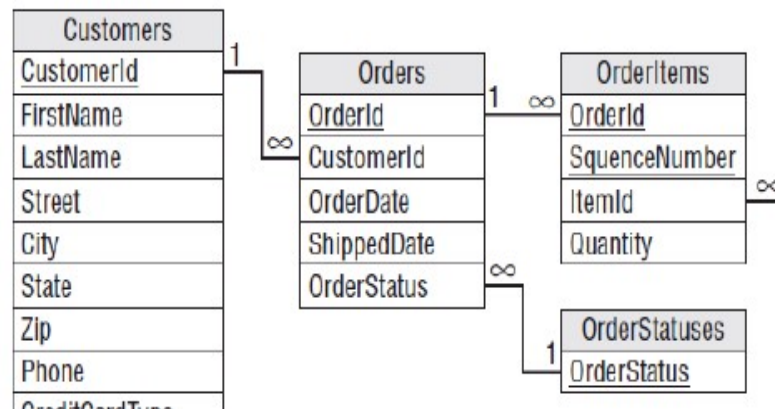 Customers
CustomerId
FirstName
LastName
Street
City
State
Zip
Phone
CreditCardType
1
∞
Orders
OrderId
CustomerId
OrderDate
ShippedDate
OrderStatus
1
∞
∞
1
OrderItems
OrderId
SquenceNumber
ItemId
Quantity
∞
OrderStatuses
OrderStatus